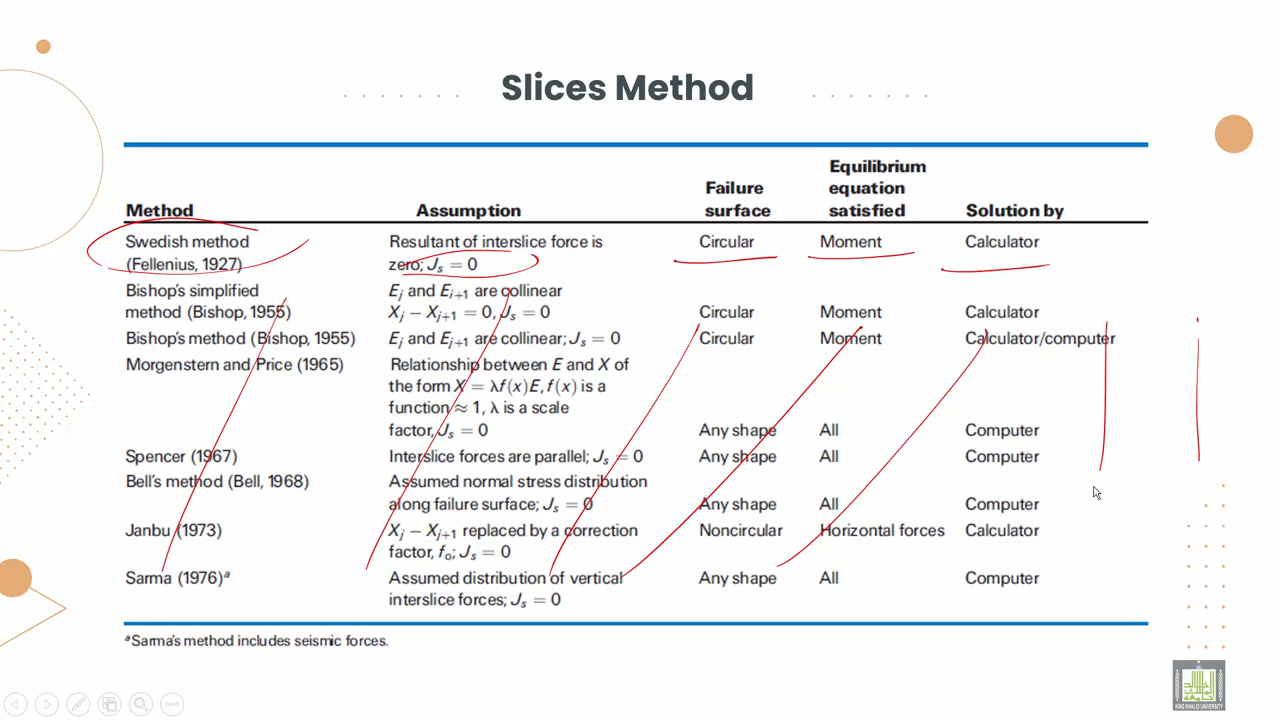 Slices Method
Method Assumption Failure surface Equilibrium equation satisfied Solution by
Swedish method (Fellenius, 1927) Resultant of interslice force is zero; Jₛ = 0 Circular Moment Calculator
Bishop's simplified method (Bishop, 1955) Eⱼ and Eⱼ₊₁ are collinear Xⱼ − Xⱼ₊₁ = 0, Jₛ = 0 Circular Moment Calculator
Bishop's method (Bishop, 1955) Eⱼ and Eⱼ₊₁ are collinear; Jₛ = 0 Circular Moment Calculator/computer
Morgenstern and Price (1965) Relationship between E and X of the form X = λf(x)E, f(x) is a function ≈ 1, λ is a scale factor, Jₛ = 0 Any shape All Computer
Spencer (1967) Interslice forces are parallel; Jₛ = 0 Any shape All Computer
Bell's method (Bell, 1968) Assumed normal stress distribution along failure surface; Jₛ = 0 Any shape All Computer
Janbu (1973) Xⱼ − Xⱼ₊₁ replaced by a correction factor, fₒ; Jₛ = 0 Noncircular Horizontal forces Calculator
Sarma (1976)ᵃ Assumed distribution of vertical interslice forces; Jₛ = 0 Any shape All Computer
ᵃSarma's method includes seismic forces.
KING KHALID UNIVERSITY